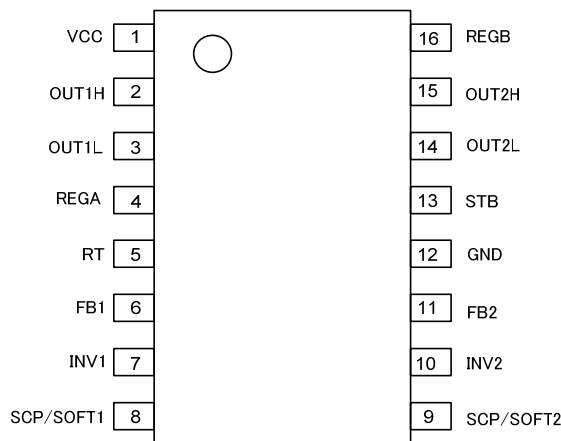 VCC 1 16 REGB
OUT1H 2 15 OUT2H
OUT1L 3 14 OUT2L
REGA 4 13 STB
RT 5 12 GND
FB1 6 11 FB2
INV1 7 10 INV2
SCP/SOFT1 8 9 SCP/SOFT2